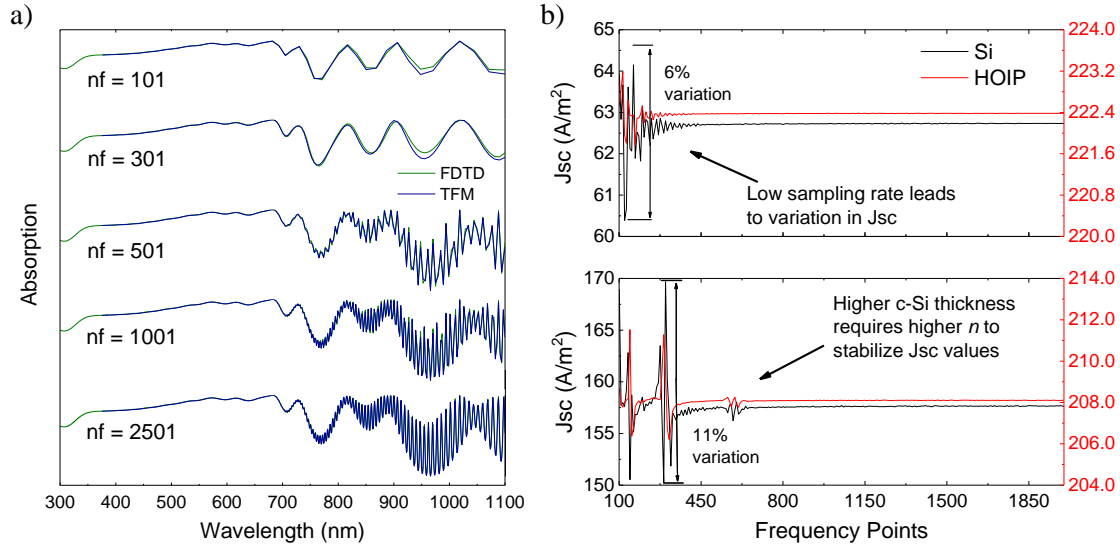 a)
nf = 101
nf = 301
FDTD
TFM
nf = 501
nf = 1001
nf = 2501
Absorption
300 400 500 600 700 800 900 1000 1100
Wavelength (nm)
b)
65
64
63
62
61
60
Jsc (A/m²)
6%
variation
Si
HOIP
Low sampling rate leads
to variation in Jsc
224.0
223.2
222.4
221.6
220.8
220.0
170
165
160
155
150
Jsc (A/m²)
11%
variation
Higher c-Si thickness
requires higher n to
stabilize Jsc values
214.0
212.0
210.0
208.0
206.0
204.0
100 450 800 1150 1500 1850
Frequency Points